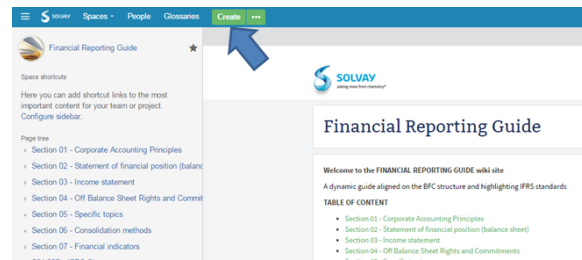 SOLVAY Spaces People Glossaries Create ...
Financial Reporting Guide
Space shortcuts
Here you can add shortcut links to the most
important content for your team or project.
Configure sidebar.
Page tree
Section 01 - Corporate Accounting Principles
Section 02 - Statement of financial position (balanc
Section 03 - Income statement
Section 04 - Off Balance Sheet Rights and Commit
Section 05 - Specific topics
Section 06 - Consolidation methods
Section 07 - Financial indicators
SOLVAY
asking more from chemistry®
Financial Reporting Guide
Welcome to the FINANCIAL REPORTING GUIDE wiki site
A dynamic guide aligned on the BFC structure and highlighting IFRS standards
TABLE OF CONTENT
Section 01 - Corporate Accounting Principles
Section 02 - Statement of financial position (balance sheet)
Section 03 - Income statement
Section 04 - Off Balance Sheet Rights and Commitments